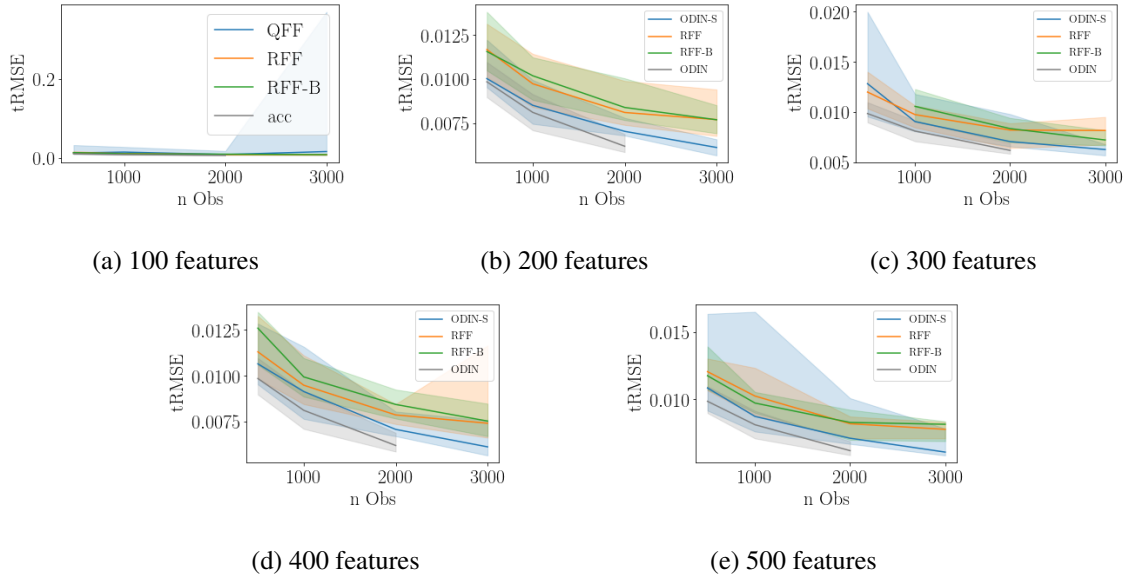 tRMSE
0.2
0.0
QFF
RFF
RFF-B
acc
1000 2000 3000
n Obs
(a) 100 features
tRMSE
0.0125
0.0100
0.0075
ODIN-S
RFF
RFF-B
ODIN
1000 2000 3000
n Obs
(b) 200 features
tRMSE
0.020
0.015
0.010
0.005
ODIN-S
RFF
RFF-B
ODIN
1000 2000 3000
n Obs
(c) 300 features
tRMSE
0.0125
0.0100
0.0075
ODIN-S
RFF
RFF-B
ODIN
1000 2000 3000
n Obs
(d) 400 features
tRMSE
0.015
0.010
ODIN-S
RFF
RFF-B
ODIN
1000 2000 3000
n Obs
(e) 500 features